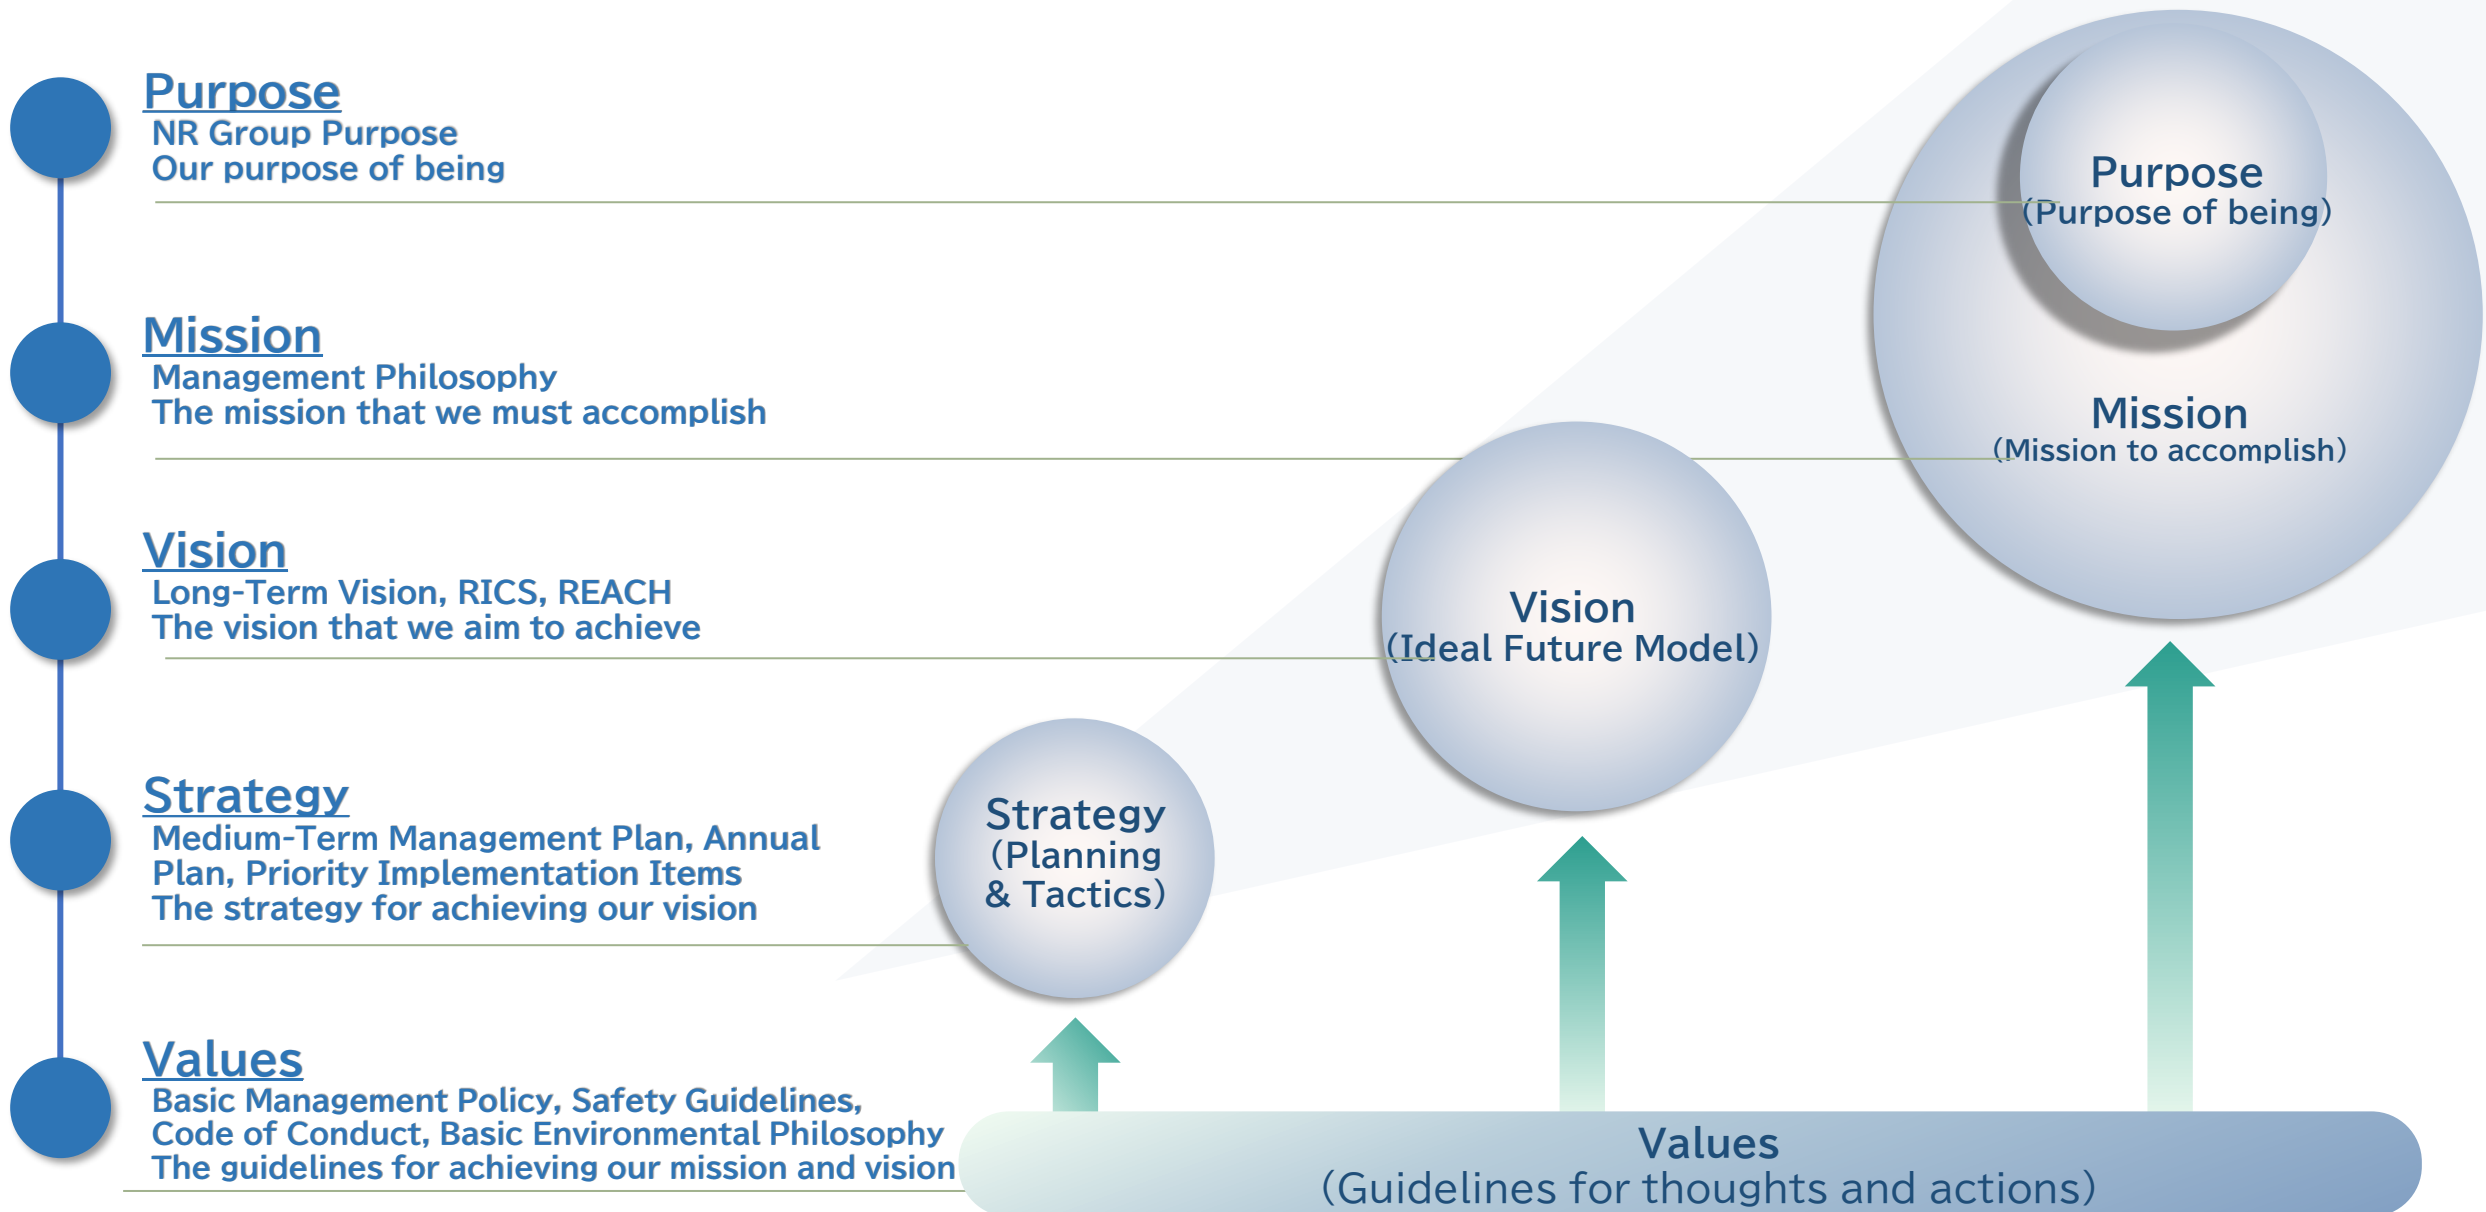 Purpose
NR Group Purpose
Our purpose of being
Mission
Management Philosophy
The mission that we must accomplish
Vision
Long-Term Vision, RICS, REACH
The vision that we aim to achieve
Strategy
Medium-Term Management Plan, Annual
Plan, Priority Implementation Items
The strategy for achieving our vision
Values
Basic Management Policy, Safety Guidelines,
Code of Conduct, Basic Environmental Philosophy
The guidelines for achieving our mission and vision
Purpose
(Purpose of being)
Mission
(Mission to accomplish)
Vision
(Ideal Future Model)
Strategy
(Planning
& Tactics)
Values
(Guidelines for thoughts and actions)